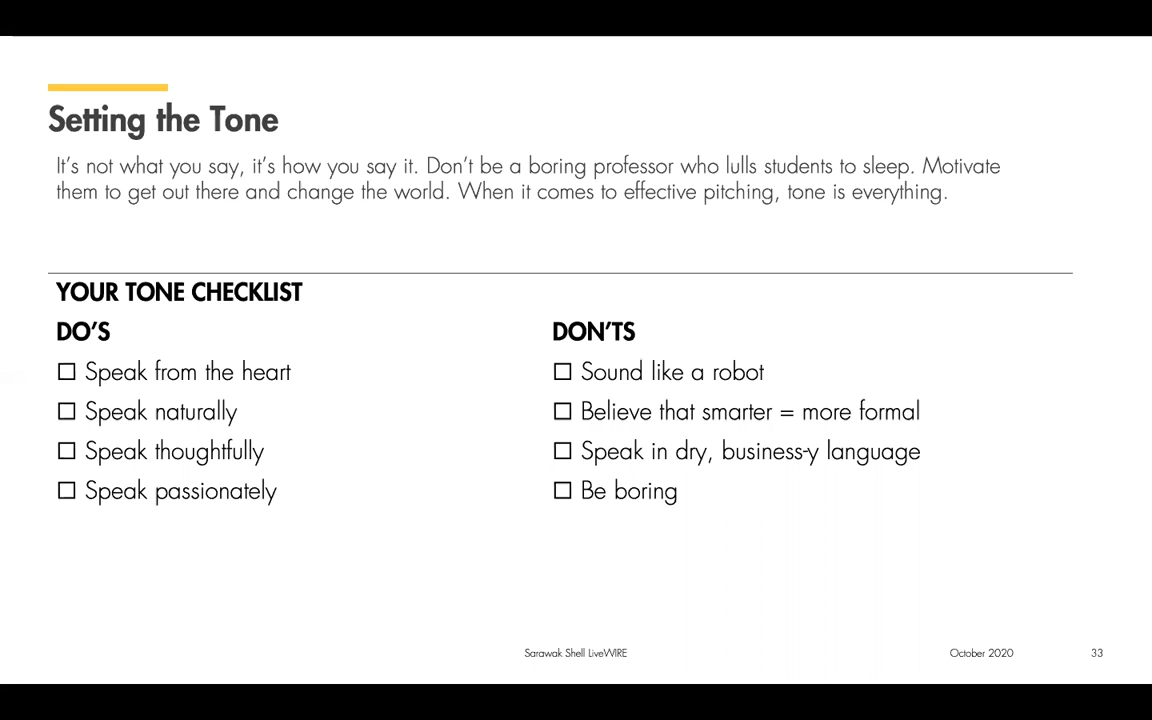 Setting the Tone
It's not what you say, it's how you say it. Don't be a boring professor who lulls students to sleep. Motivate
them to get out there and change the world. When it comes to effective pitching, tone is everything.
YOUR TONE CHECKLIST
DO'S
☐ Speak from the heart
☐ Speak naturally
☐ Speak thoughtfully
☐ Speak passionately
DON'TS
☐ Sound like a robot
☐ Believe that smarter = more formal
☐ Speak in dry, business-y language
☐ Be boring
Sarawak Shell LiveWIRE
October 2020
33